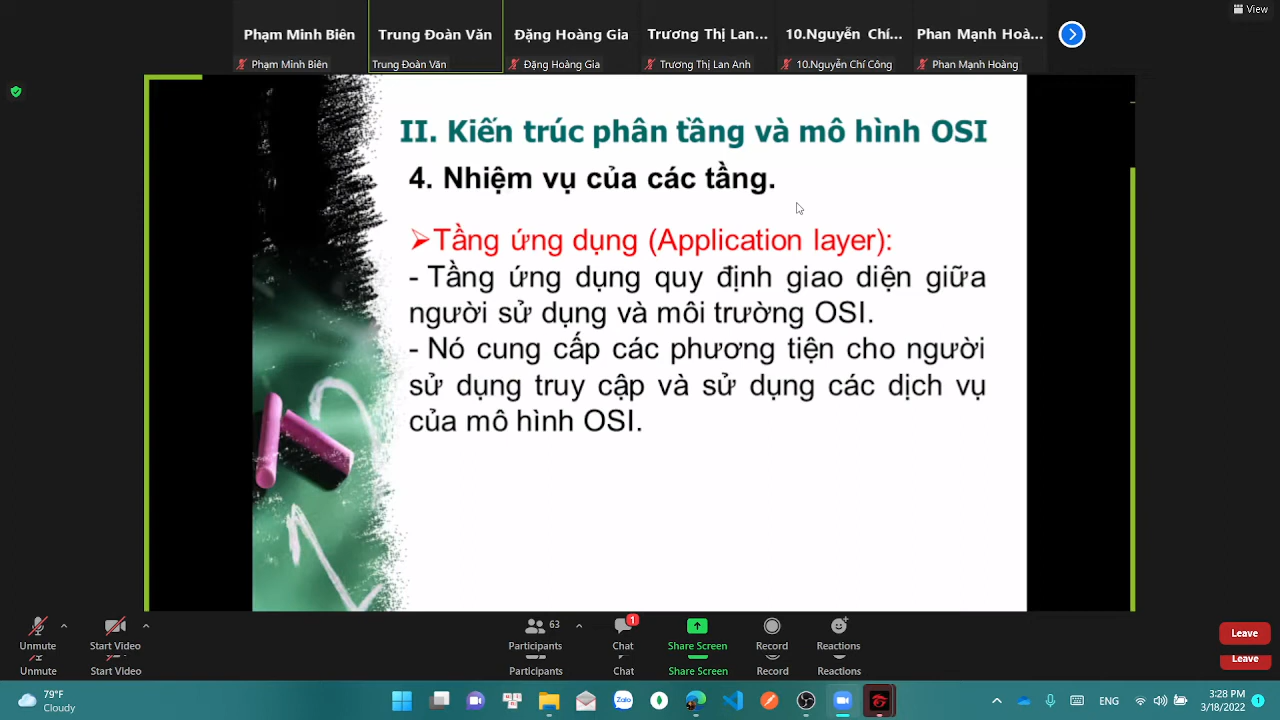 View
Phạm Minh Biên
Trung Đoàn Văn
Đặng Hoàng Gia
Trương Thị Lan...
10.Nguyễn Chí...
Phan Mạnh Hoà...
Phạm Minh Biên
Trung Đoàn Văn
Đặng Hoàng Gia
Trương Thị Lan Anh
10.Nguyễn Chí Công
Phan Mạnh Hoàng
II. Kiến trúc phân tầng và mô hình OSI
4. Nhiệm vụ của các tầng.
➢Tầng ứng dụng (Application layer):
- Tầng ứng dụng quy định giao diện giữa
người sử dụng và môi trường OSI.
- Nó cung cấp các phương tiện cho người
sử dụng truy cập và sử dụng các dịch vụ
của mô hình OSI.
63
1
Unmute
Start Video
Participants
Chat
Share Screen
Record
Reactions
Leave
Unmute
Start Video
Participants
Chat
Share Screen
Record
Reactions
Leave
79°F
Cloudy
Zalo
ENG
3:28 PM
3/18/2022
1